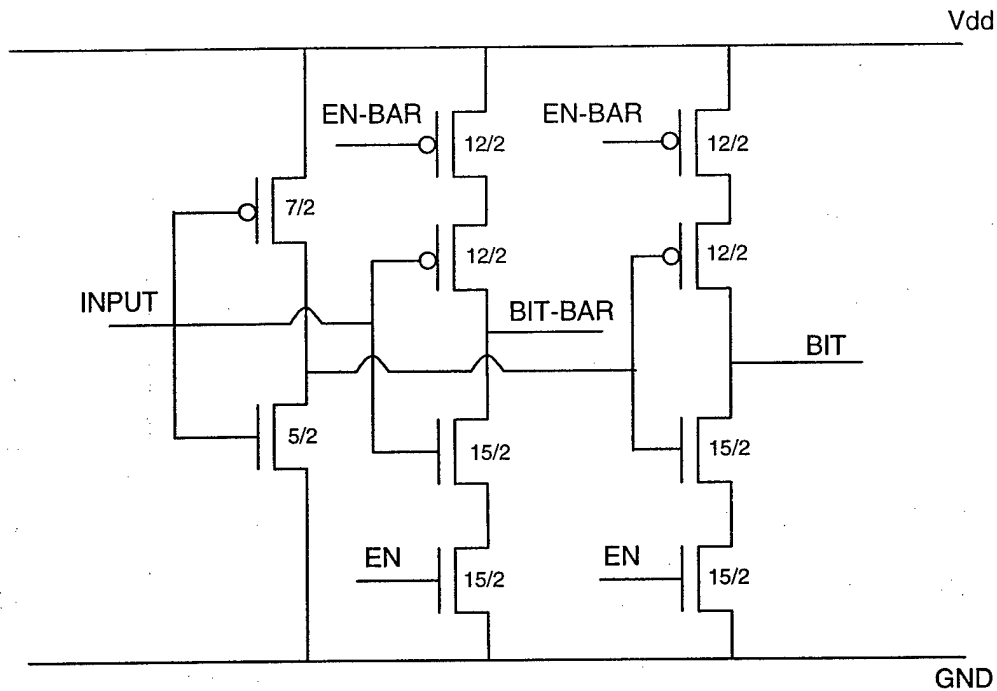 Vdd
EN-BAR
EN-BAR
12/2
12/2
7/2
12/2
12/2
INPUT
BIT-BAR
BIT
5/2
15/2
15/2
EN
EN
15/2
15/2
GND